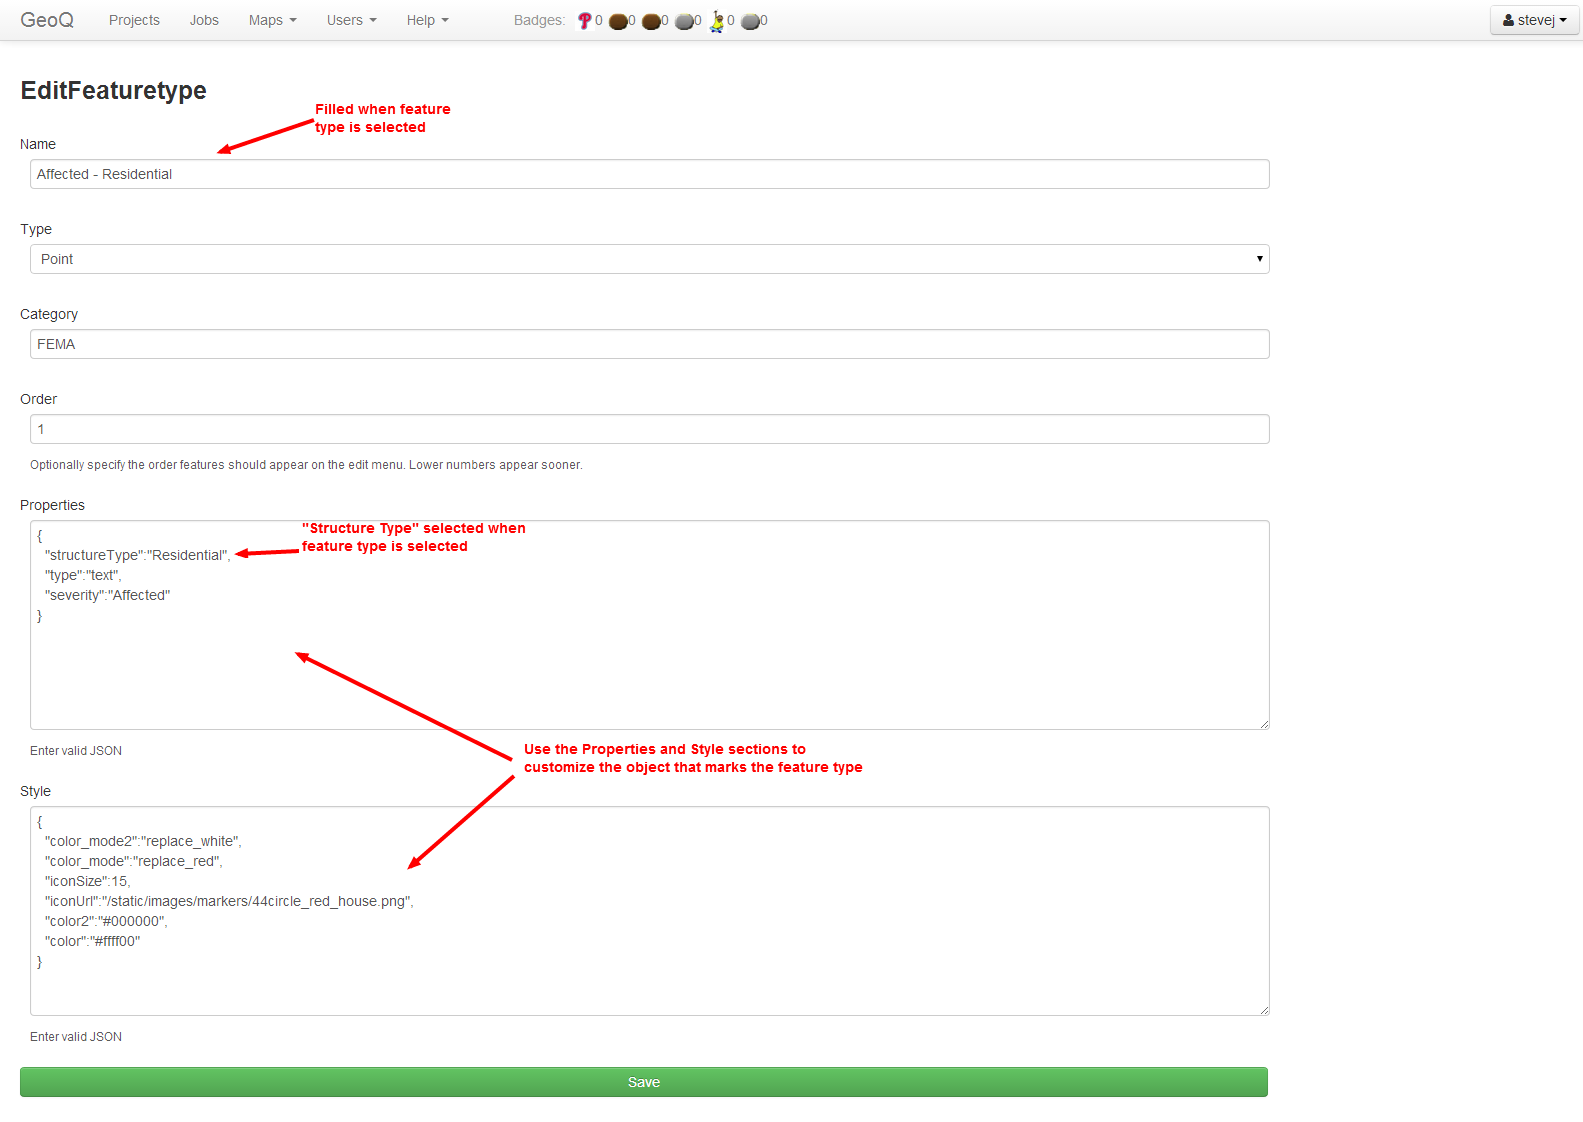 GeoQ Projects Jobs Maps Users Help Badges: 0 0 0 0 0 0 stevej
EditFeaturetype
Filled when feature
type is selected
Name
Affected - Residential
Type
Point
Category
FEMA
Order
1
Optionally specify the order features should appear on the edit menu. Lower numbers appear sooner.
Properties
{
"structureType":"Residential",
"type":"text",
"severity":"Affected"
}
"Structure Type" selected when
feature type is selected
Enter valid JSON
Use the Properties and Style sections to
customize the object that marks the feature type
Style
{
"color_mode2":"replace_white",
"color_mode":"replace_red",
"iconSize":15,
"iconUrl":"/static/images/markers/44circle_red_house.png",
"color2":"#000000",
"color":"#ffff00"
}
Enter valid JSON
Save